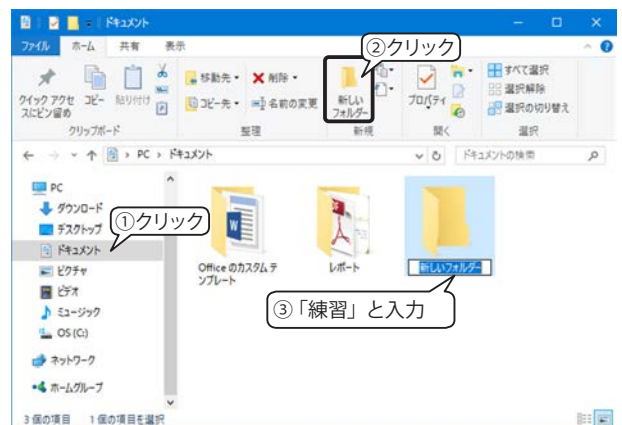 ドキュメント
ファイル ホーム 共有 表示
②クリック
クイック アクセスにピン留め コピー 貼り付け
移動先 削除
コピー先 名前の変更
新しいフォルダー
プロパティ
すべて選択
選択解除
選択の切り替え
クリップボード 整理 新規 開く 選択
PC > ドキュメント ドキュメントの検索
PC
ダウンロード
デスクトップ
ドキュメント
ピクチャ
ビデオ
ミュージック
OS (C:)
ネットワーク
ホームグループ
①クリック
Office のカスタム テ
ンプレート
レポート
新しいフォルダー
③「練習」と入力
3 個の項目 1 個の項目を選択